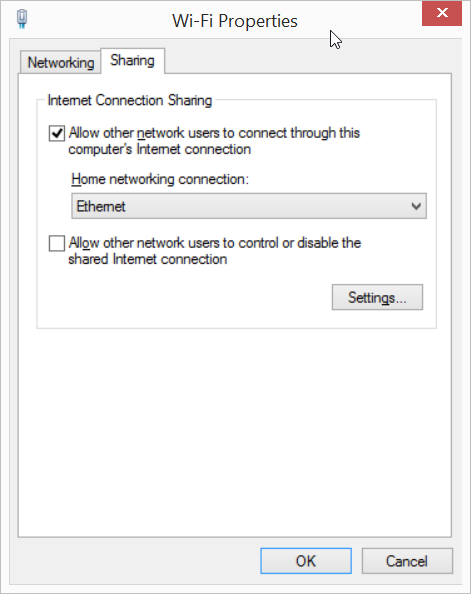 Wi-Fi Properties
Networking
Sharing
Internet Connection Sharing
Allow other network users to connect through this
computer's Internet connection
Home networking connection:
Ethernet
Allow other network users to control or disable the
shared Internet connection
Settings...
OK
Cancel